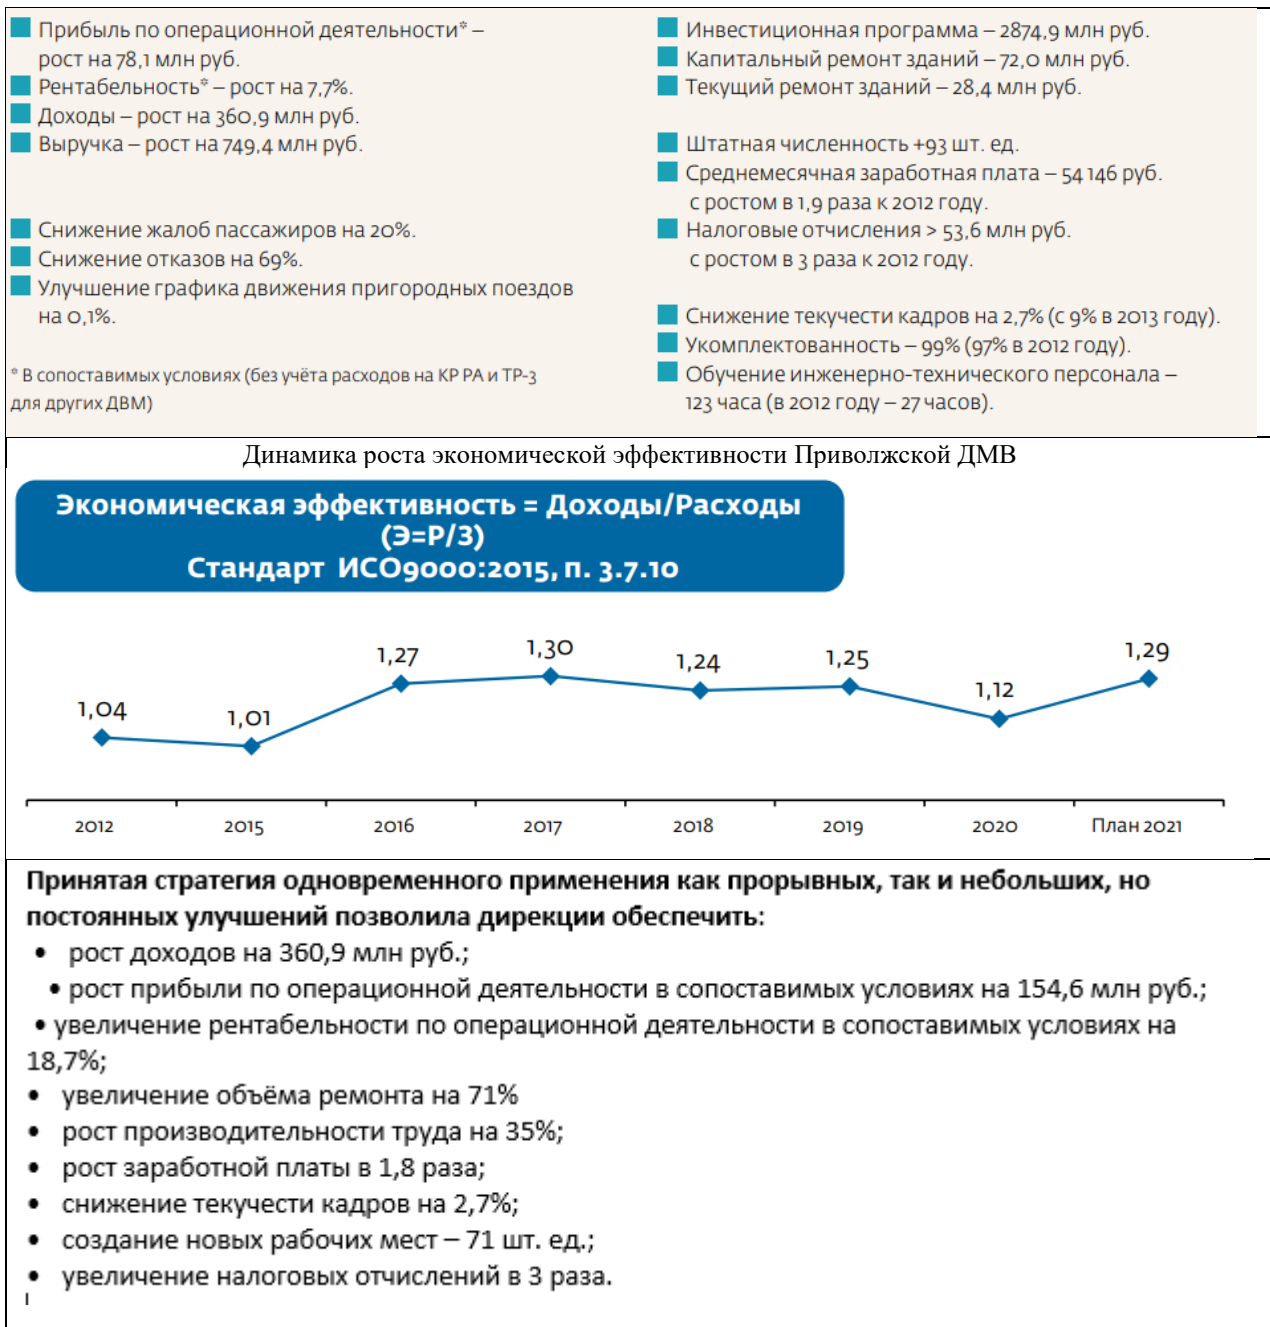 Прибыль по операционной деятельности* –
рост на 78,1 млн руб.
Рентабельность* – рост на 7,7%.
Доходы – рост на 360,9 млн руб.
Выручка – рост на 749,4 млн руб.
Снижение жалоб пассажиров на 20%.
Снижение отказов на 69%.
Улучшение графика движения пригородных поездов
на 0,1%.
* В сопоставимых условиях (без учёта расходов на КР РА и ТР-3
для других ДВМ)
Инвестиционная программа – 2874,9 млн руб.
Капитальный ремонт зданий – 72,0 млн руб.
Текущий ремонт зданий – 28,4 млн руб.
Штатная численность +93 шт. ед.
Среднемесячная заработная плата – 54 146 руб.
с ростом в 1,9 раза к 2012 году.
Налоговые отчисления > 53,6 млн руб.
с ростом в 3 раза к 2012 году.
Снижение текучести кадров на 2,7% (с 9% в 2013 году).
Укомплектованность – 99% (97% в 2012 году).
Обучение инженерно-технического персонала –
123 часа (в 2012 году – 27 часов).
Динамика роста экономической эффективности Приволжской ДМВ
Экономическая эффективность = Доходы/Расходы
(Э=Р/З)
Стандарт ИСО9000:2015, п. 3.7.10
1,04
1,01
1,27
1,30
1,24
1,25
1,12
1,29
2012
2015
2016
2017
2018
2019
2020
План 2021
Принятая стратегия одновременного применения как прорывных, так и небольших, но
постоянных улучшений позволила дирекции обеспечить:
• рост доходов на 360,9 млн руб.;
• рост прибыли по операционной деятельности в сопоставимых условиях на 154,6 млн руб.;
• увеличение рентабельности по операционной деятельности в сопоставимых условиях на
18,7%;
• увеличение объёма ремонта на 71%
• рост производительности труда на 35%;
• рост заработной платы в 1,8 раза;
• снижение текучести кадров на 2,7%;
• создание новых рабочих мест – 71 шт. ед.;
• увеличение налоговых отчислений в 3 раза.